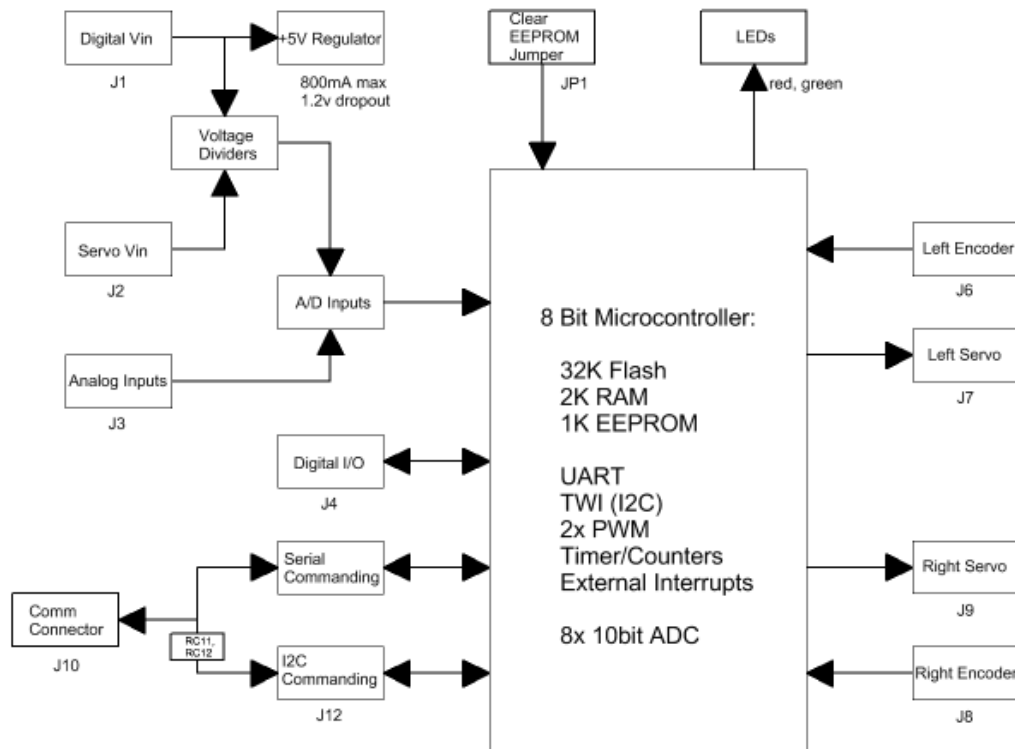 Digital Vin
J1
+5V Regulator
800mA max
1.2v dropout
Clear
EEPROM
Jumper
JP1
LEDs
red, green
Voltage
Dividers
Servo Vin
J2
A/D Inputs
Analog Inputs
J3
Digital I/O
J4
Serial
Commanding
Comm
Connector
J10
RC11,
RC12
I2C
Commanding
J12
8 Bit Microcontroller:
32K Flash
2K RAM
1K EEPROM
UART
TWI (I2C)
2x PWM
Timer/Counters
External Interrupts
8x 10bit ADC
Left Encoder
J6
Left Servo
J7
Right Servo
J9
Right Encoder
J8